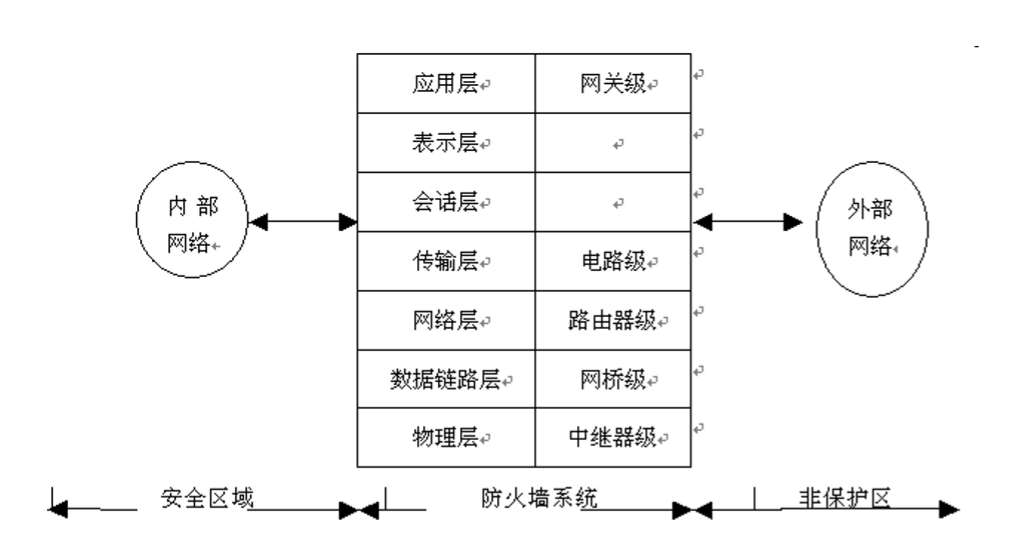 应用层 网关级
表示层
会话层
传输层 电路级
网络层 路由器级
数据链路层 网桥级
物理层 中继器级
内 部
网络
外部
网络
安全区域 防火墙系统 非保护区